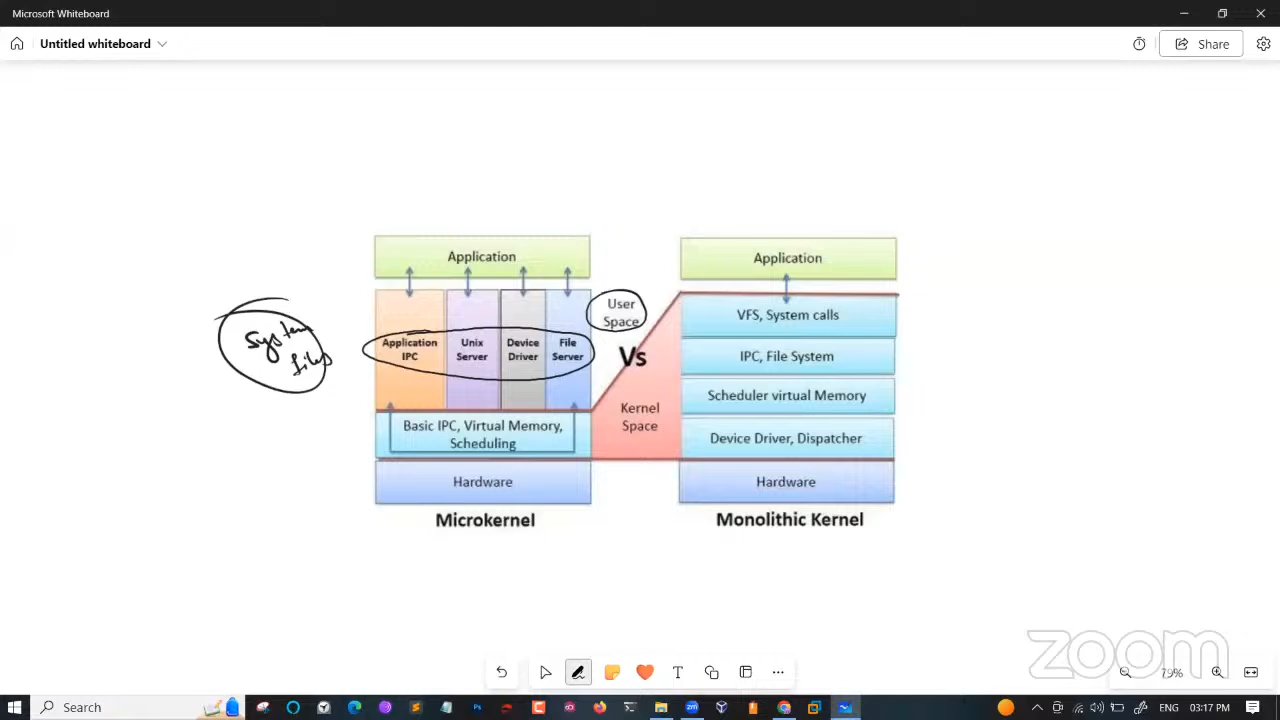 Microsoft Whiteboard
Untitled whiteboard
Share
Application
Application
User
Space
VFS, System calls
System
files
Application
IPC
Unix
Server
Device
Driver
File
Server
Vs
IPC, File System
Scheduler virtual Memory
Kernel
Space
Basic IPC, Virtual Memory,
Scheduling
Device Driver, Dispatcher
Hardware
Hardware
Microkernel
Monolithic Kernel
zoom
79%
Search
ENG
03:17 PM